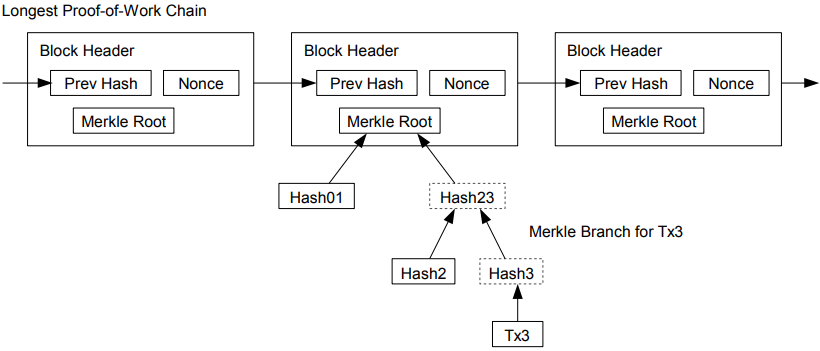 Longest Proof-of-Work Chain
Block Header
Block Header
Block Header
Prev Hash
Nonce
Prev Hash
Nonce
Prev Hash
Nonce
Merkle Root
Merkle Root
Merkle Root
Hash01
Hash23
Merkle Branch for Tx3
Hash2
Hash3
Tx3